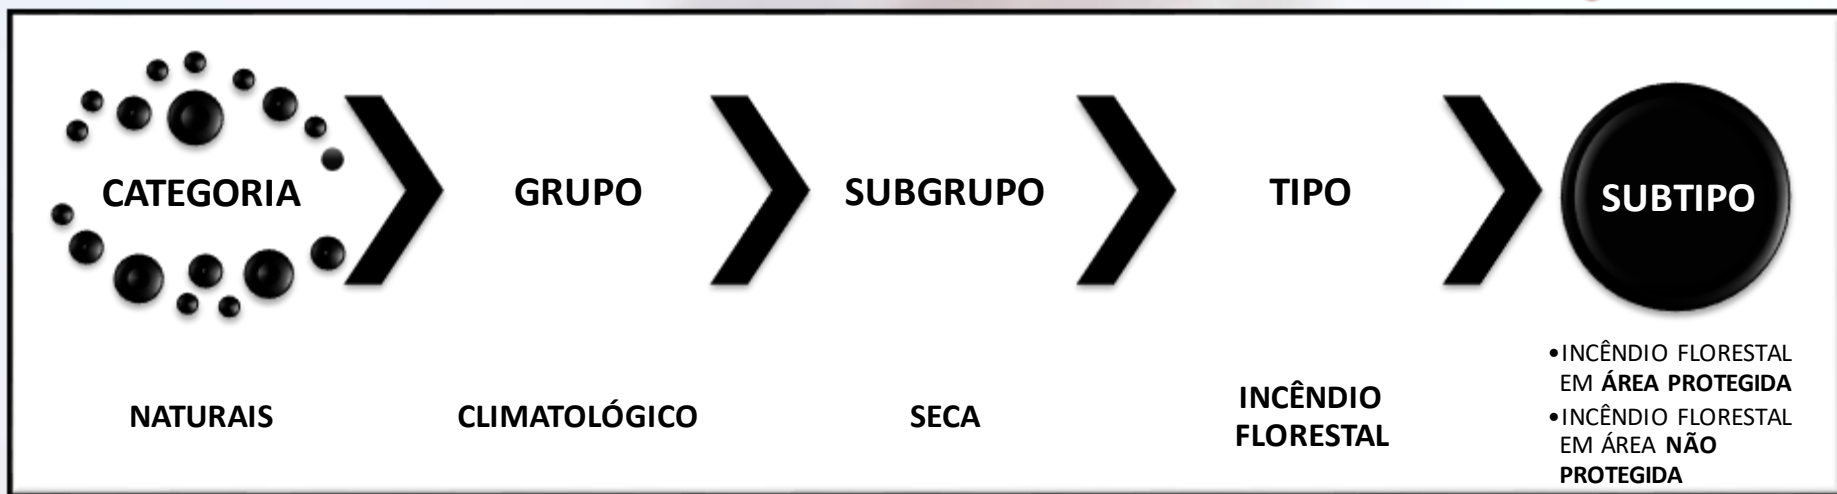 CATEGORIA
GRUPO
SUBGRUPO
TIPO
SUBTIPO
NATURAIS
CLIMATOLÓGICO
SECA
INCÊNDIO
FLORESTAL
•INCÊNDIO FLORESTAL
EM ÁREA PROTEGIDA
•INCÊNDIO FLORESTAL
EM ÁREA NÃO
PROTEGIDA